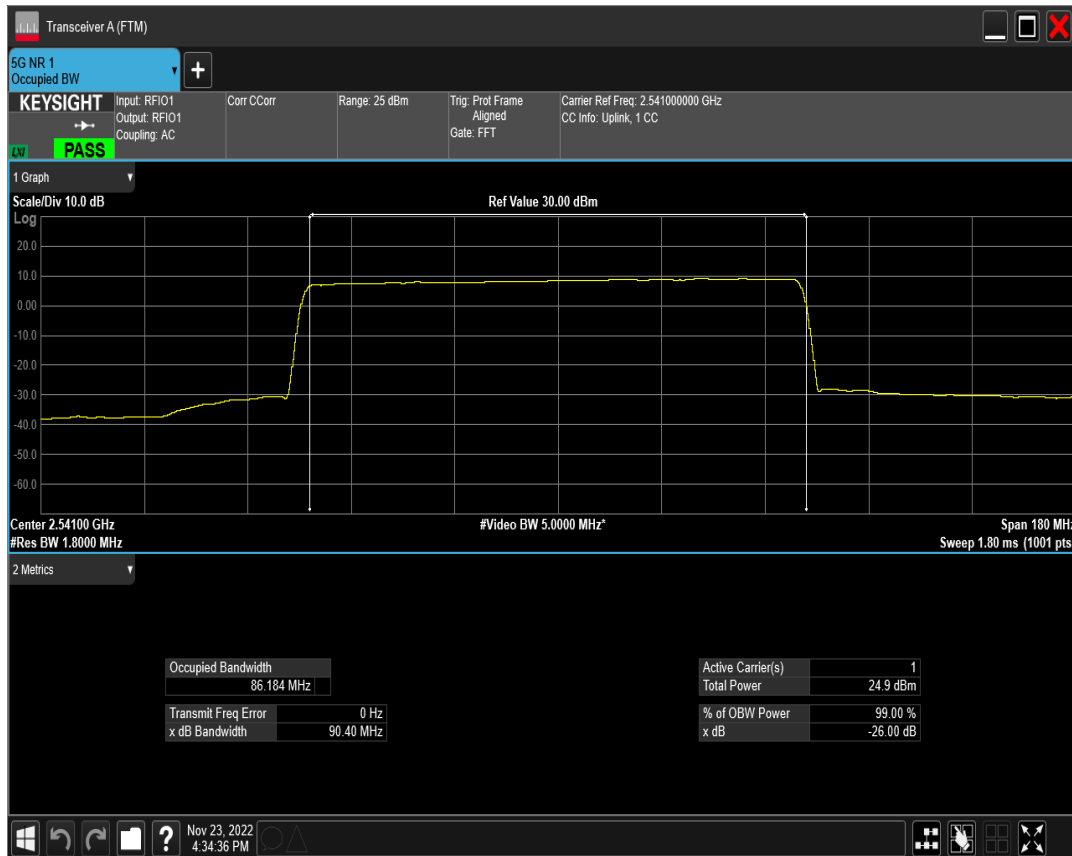 Transceiver A (FTM)
5G NR 1
Occupied BW
+
KEYSIGHT
LXI
PASS
Input: RFIO1
Output: RFIO1
Coupling: AC
Corr CCorr
Range: 25 dBm
Trig: Prot Frame
Aligned
Gate: FFT
Carrier Ref Freq: 2.541000000 GHz
CC Info: Uplink, 1 CC
1 Graph
Scale/Div 10.0 dB
Ref Value 30.00 dBm
Log
20.0
10.0
0.00
-10.0
-20.0
-30.0
-40.0
-50.0
-60.0
Center 2.54100 GHz
#Video BW 5.0000 MHz*
Span 180 MHz
#Res BW 1.8000 MHz
Sweep 1.80 ms (1001 pts
2 Metrics
Occupied Bandwidth
86.184 MHz
Transmit Freq Error 0 Hz
x dB Bandwidth 90.40 MHz
Active Carrier(s) 1
Total Power 24.9 dBm
% of OBW Power 99.00 %
x dB -26.00 dB
?
Nov 23, 2022
4:34:36 PM